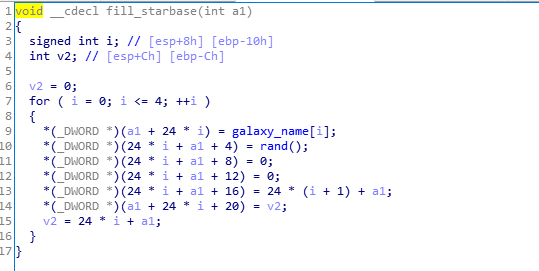 1 void __cdecl fill_starbase(int a1)
2 {
3   signed int i; // [esp+8h] [ebp-10h]
4   int v2; // [esp+Ch] [ebp-Ch]
5
6   v2 = 0;
7   for ( i = 0; i <= 4; ++i )
8   {
9     *(_DWORD *)(a1 + 24 * i) = galaxy_name[i];
10     *(_DWORD *)(24 * i + a1 + 4) = rand();
11     *(_DWORD *)(24 * i + a1 + 8) = 0;
12     *(_DWORD *)(24 * i + a1 + 12) = 0;
13     *(_DWORD *)(24 * i + a1 + 16) = 24 * (i + 1) + a1;
14     *(_DWORD *)(a1 + 24 * i + 20) = v2;
15     v2 = 24 * i + a1;
16   }
17 }